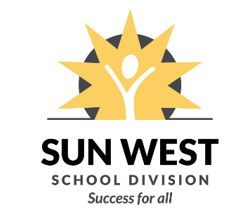 SUN WEST
SCHOOL DIVISION
Success for all